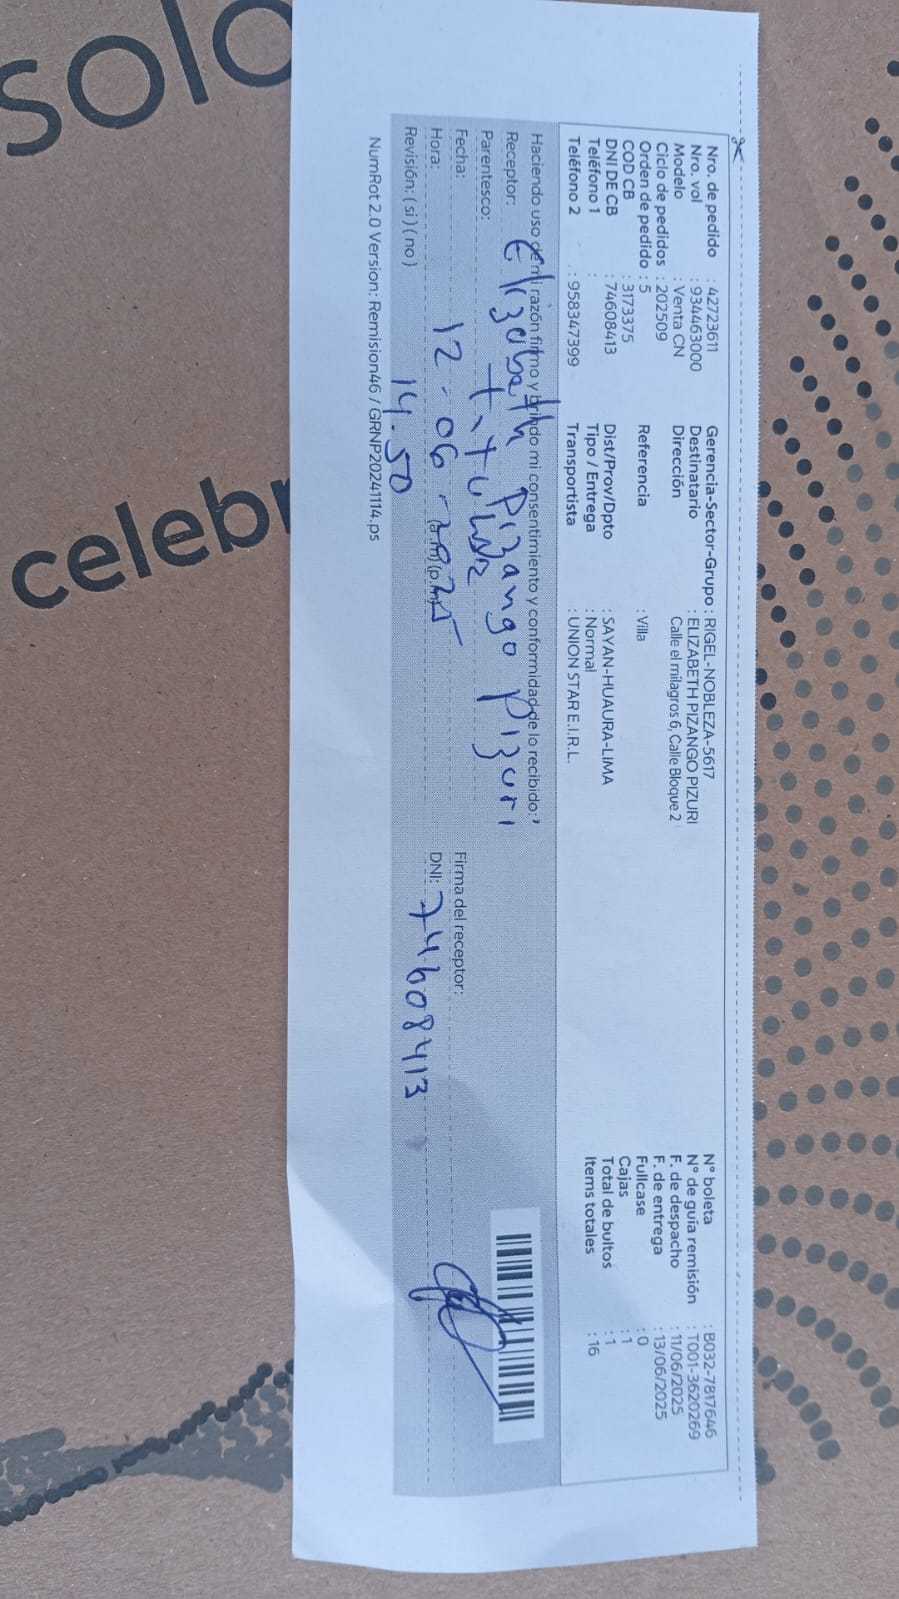 solo
celebr
Nro. de pedido : 42723611
Nro. vol : 934463000
Modelo : Venta CN
Ciclo de pedidos : 202509
Orden de pedido : 5
COD CB : 3173375
DNI DE CB : 74608413
Teléfono 1 :
Teléfono 2 : 958347399
Gerencia-Sector-Grupo : RIGEL-NOBLEZA-5617
Destinatario : ELIZABETH PIZANGO PIZURI
Dirección Calle el milagros 6, Calle Bloque 2
Referencia : Villa
Dist/Prov/Dpto : SAYAN-HUAURA-LIMA
Tipo / Entrega : Normal
Transportista : UNION STAR E.I.R.L.
N° boleta : B032-7817646
N° de guía remisión : T001-3620269
F. de despacho : 11/06/2025
F. de entrega : 13/06/2025
Fullcase : 0
Cajas : 1
Total de bultos : 1
Items totales : 16
Haciendo uso de mi razón firmo y brindo mi consentimiento y conformidad de lo recibido:
Receptor: Elizabeth Pizango Pizuri
Parentesco:
Fecha: 12-06-2025
Hora: 14.50 (a.m) (p.m)
Revisión: ( si ) ( no )
Firma del receptor:
DNI: 74608413
NumRot 2.0 Version: Remision46 / GRNP20241114.ps